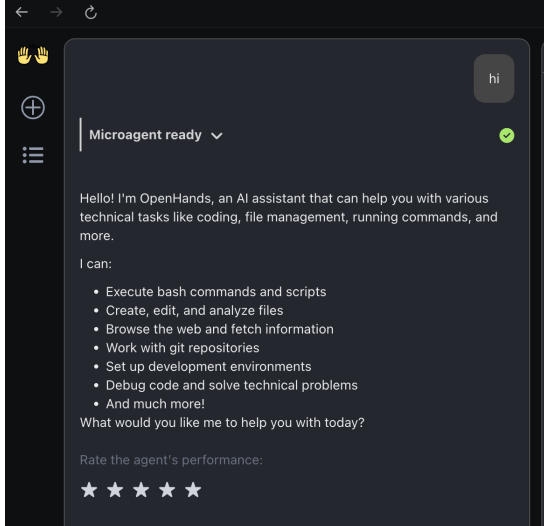 hi
Microagent ready
Hello! I'm OpenHands, an AI assistant that can help you with various
technical tasks like coding, file management, running commands, and
more.
I can:
• Execute bash commands and scripts
• Create, edit, and analyze files
• Browse the web and fetch information
• Work with git repositories
• Set up development environments
• Debug code and solve technical problems
• And much more!
What would you like me to help you with today?
Rate the agent's performance: